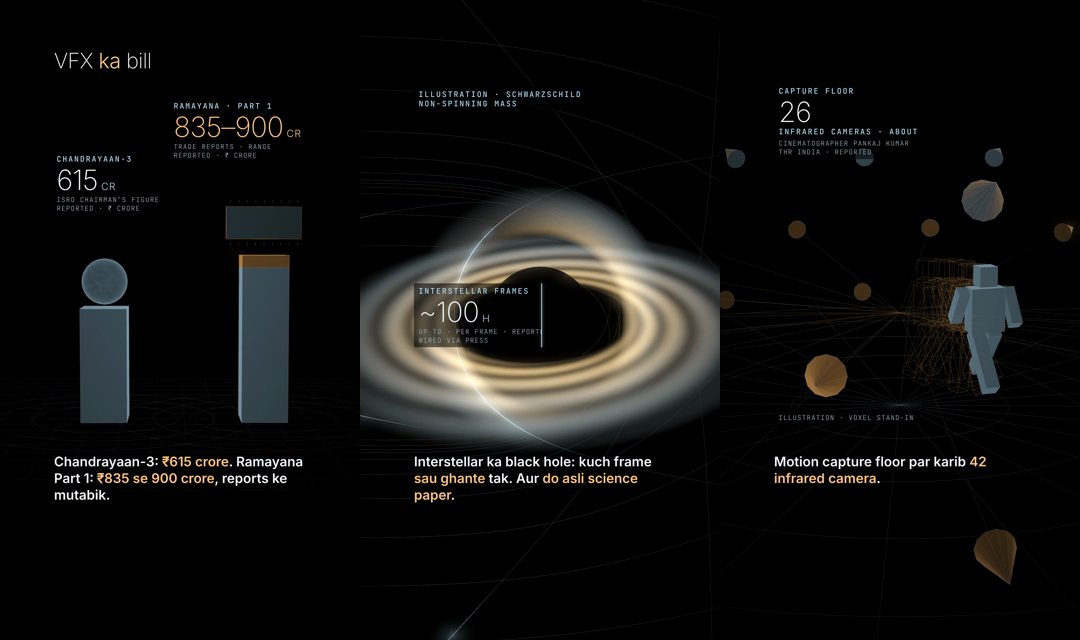 VFX ka bill
RAMAYANA · PART 1
835–900 CR
TRADE REPORTS · RANGE
REPORTED · ₹ CRORE
CHANDRAYAAN-3
615 CR
ISRO CHAIRMAN'S FIGURE
REPORTED · ₹ CRORE
Chandrayaan-3: ₹615 crore. Ramayana
Part 1: ₹835 se 900 crore, reports ke
mutabik.
ILLUSTRATION · SCHWARZSCHILD
NON-SPINNING MASS
INTERSTELLAR FRAMES
~100 H
UP TO · PER FRAME · REPORT
WIRED VIA PRESS
Interstellar ka black hole: kuch frame
sau ghante tak. Aur do asli science
paper.
CAPTURE FLOOR
26
INFRARED CAMERAS · ABOUT
CINEMATOGRAPHER PANKAJ KUMAR
THR INDIA · REPORTED
ILLUSTRATION · VOXEL STAND-IN
Motion capture floor par karib 42
infrared camera.